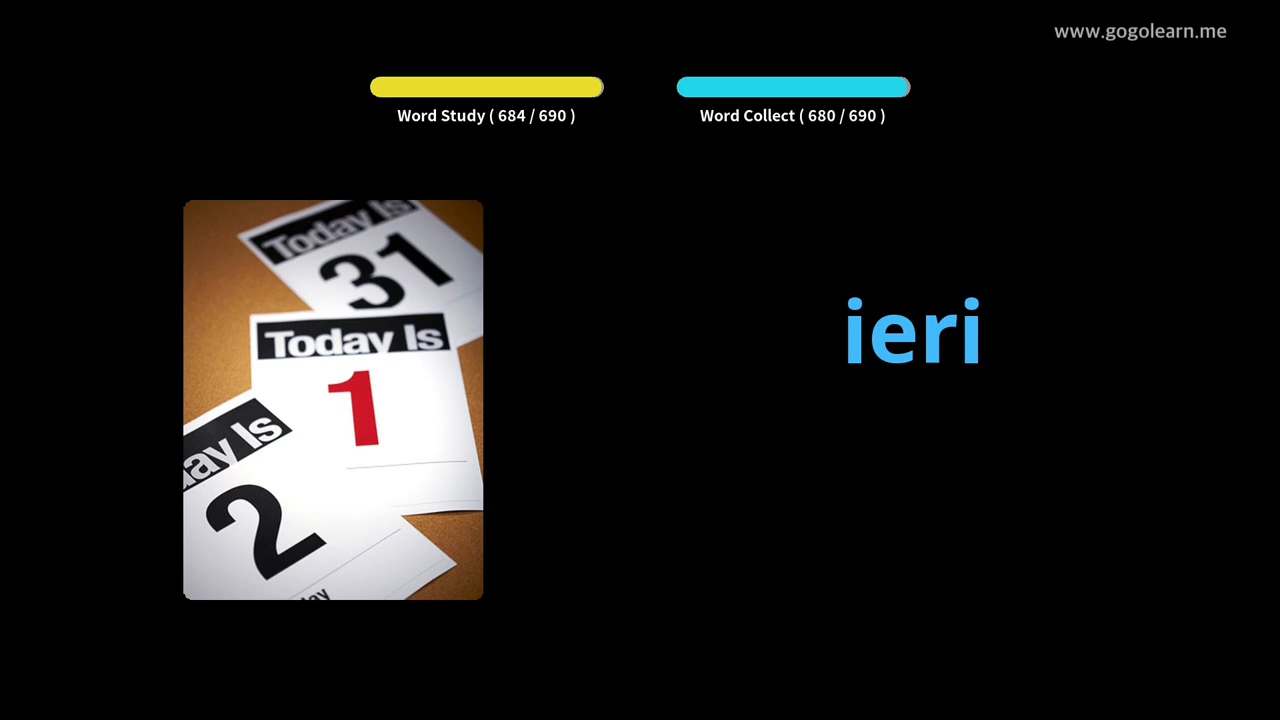 www.gogolearn.me
Word Study ( 684 / 690 )
Word Collect ( 680 / 690 )
Today Is
31
Today Is
1
ay Is
2
ay
ieri